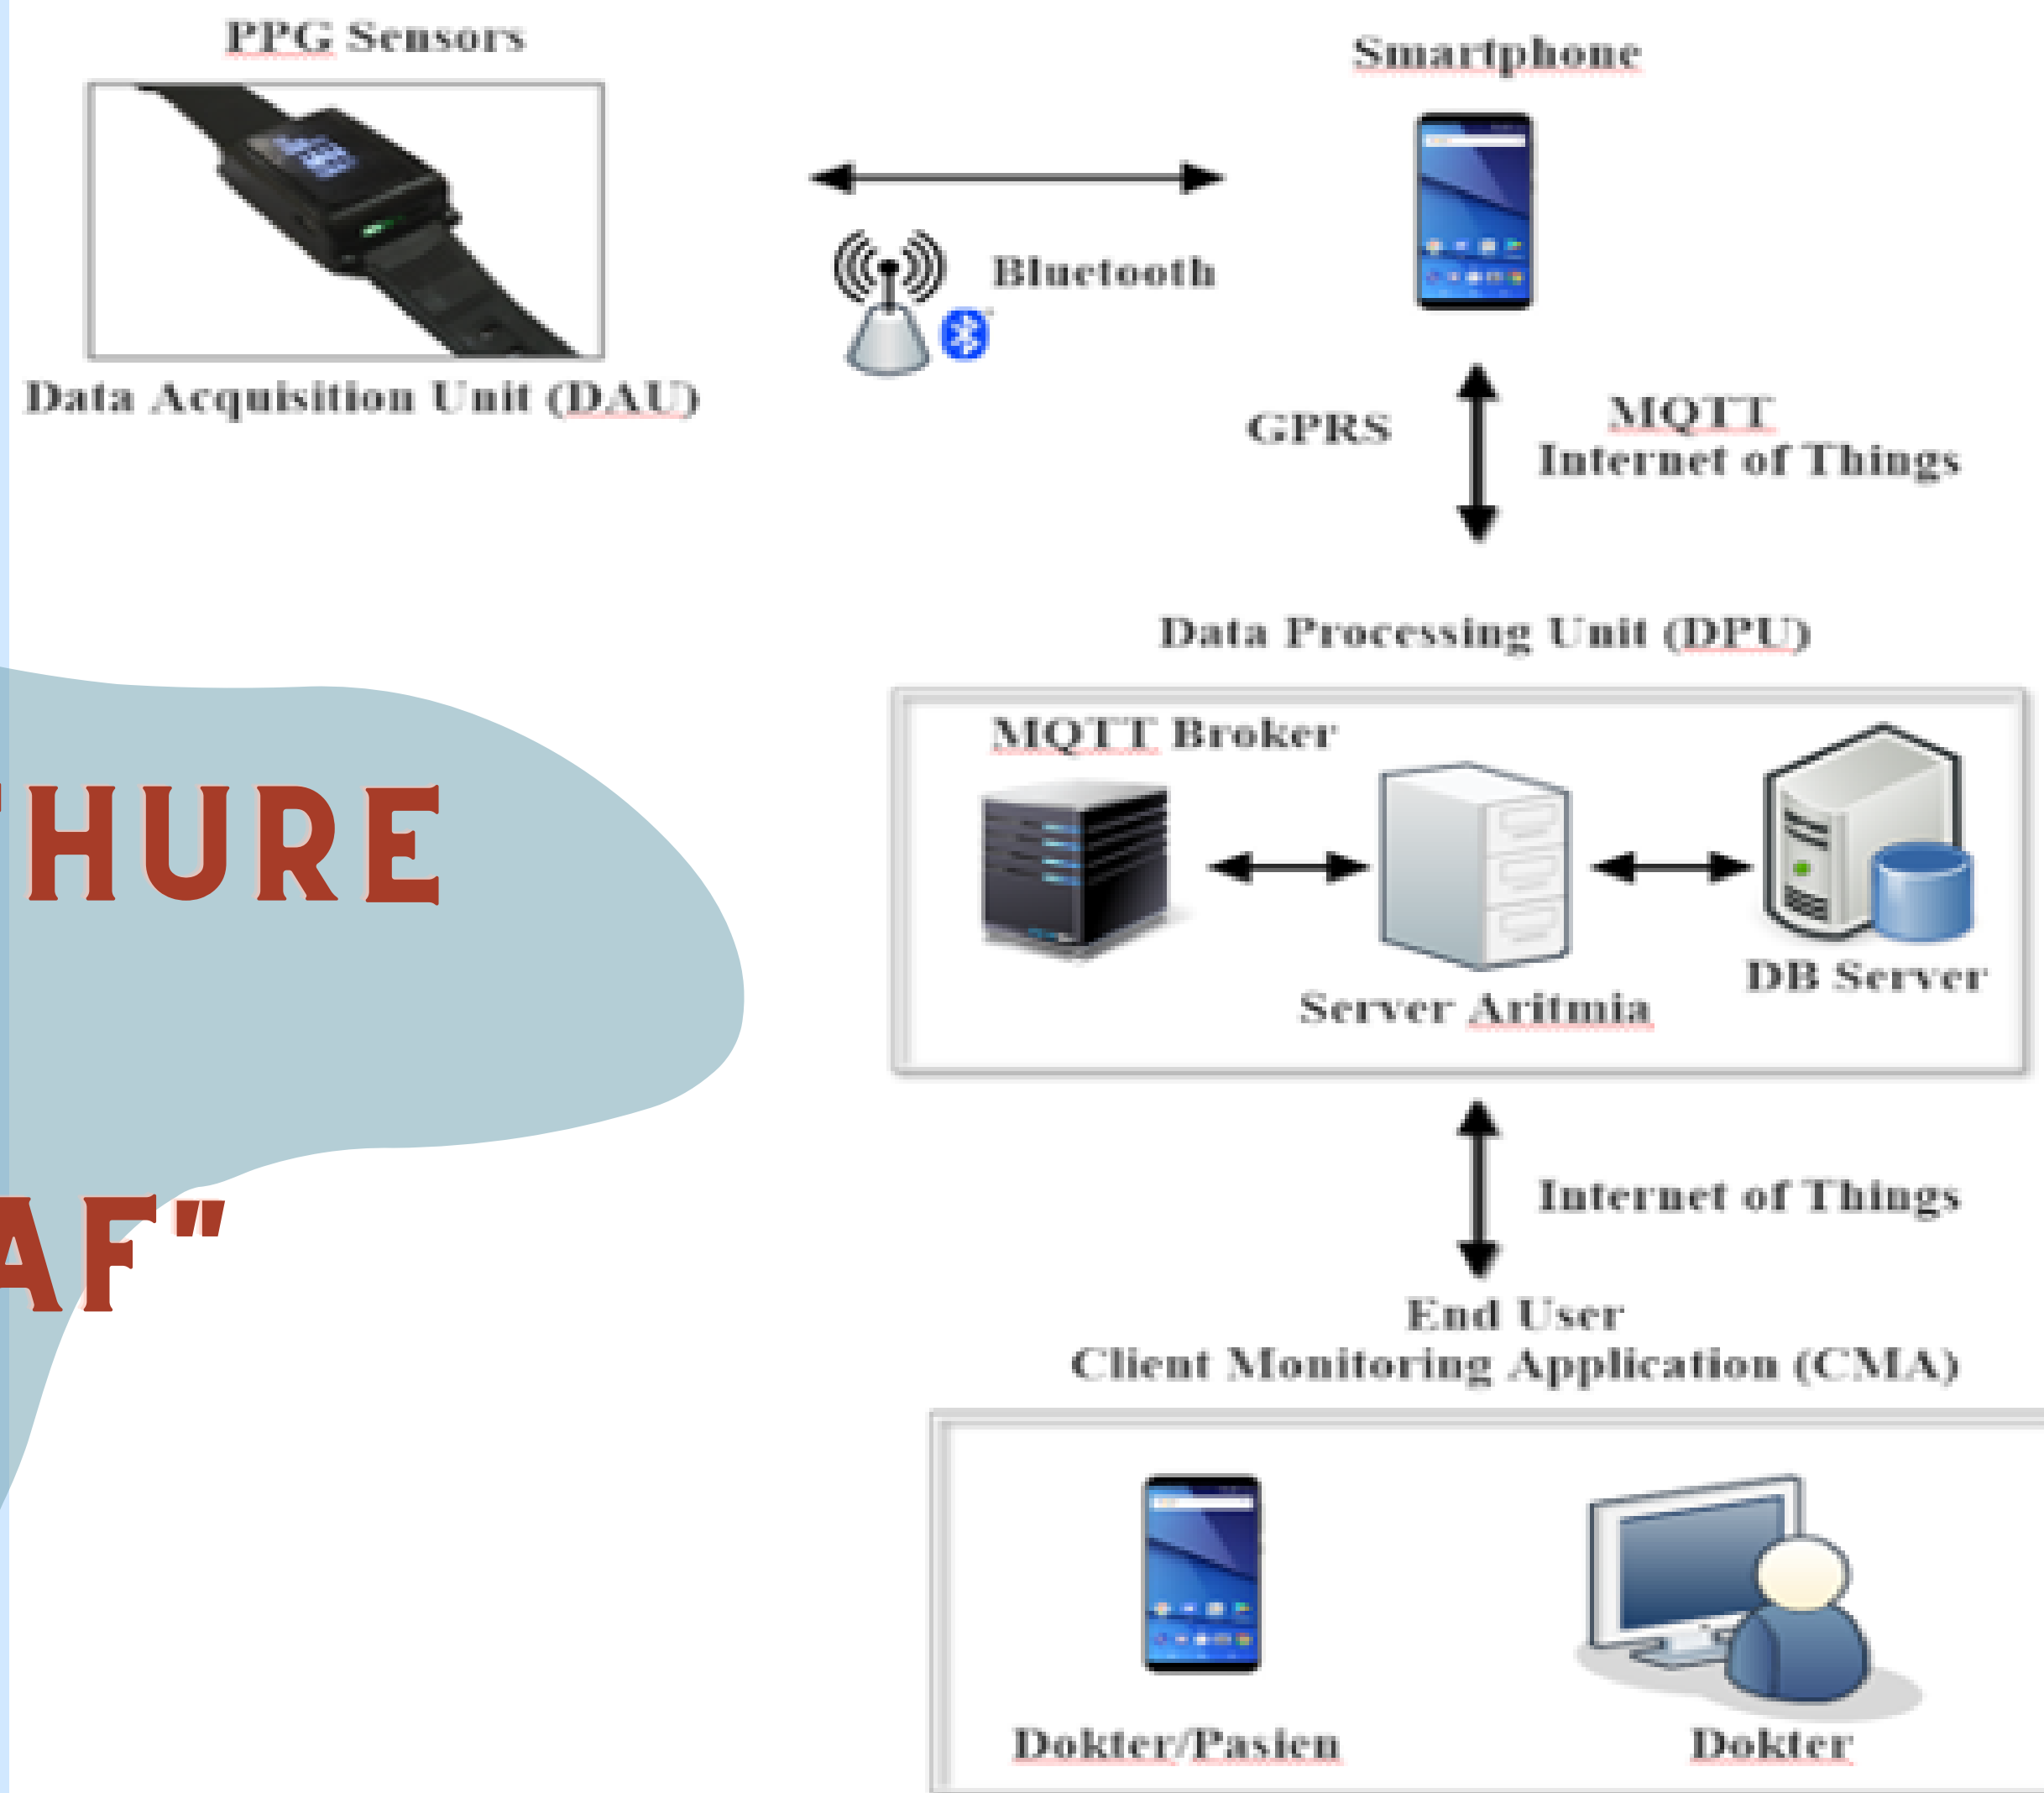 PPG Sensors
Smartphone
Bluetooth
Data Acquisition Unit (DAU)
GPRS
MQTT
Internet of Things
Data Processing Unit (DPU)
MQTT Broker
HURE
Server Aritmia
DB Server
AF"
Internet of Things
End User
Client Monitoring Application (CMA)
Dokter/Pasien
Dokter